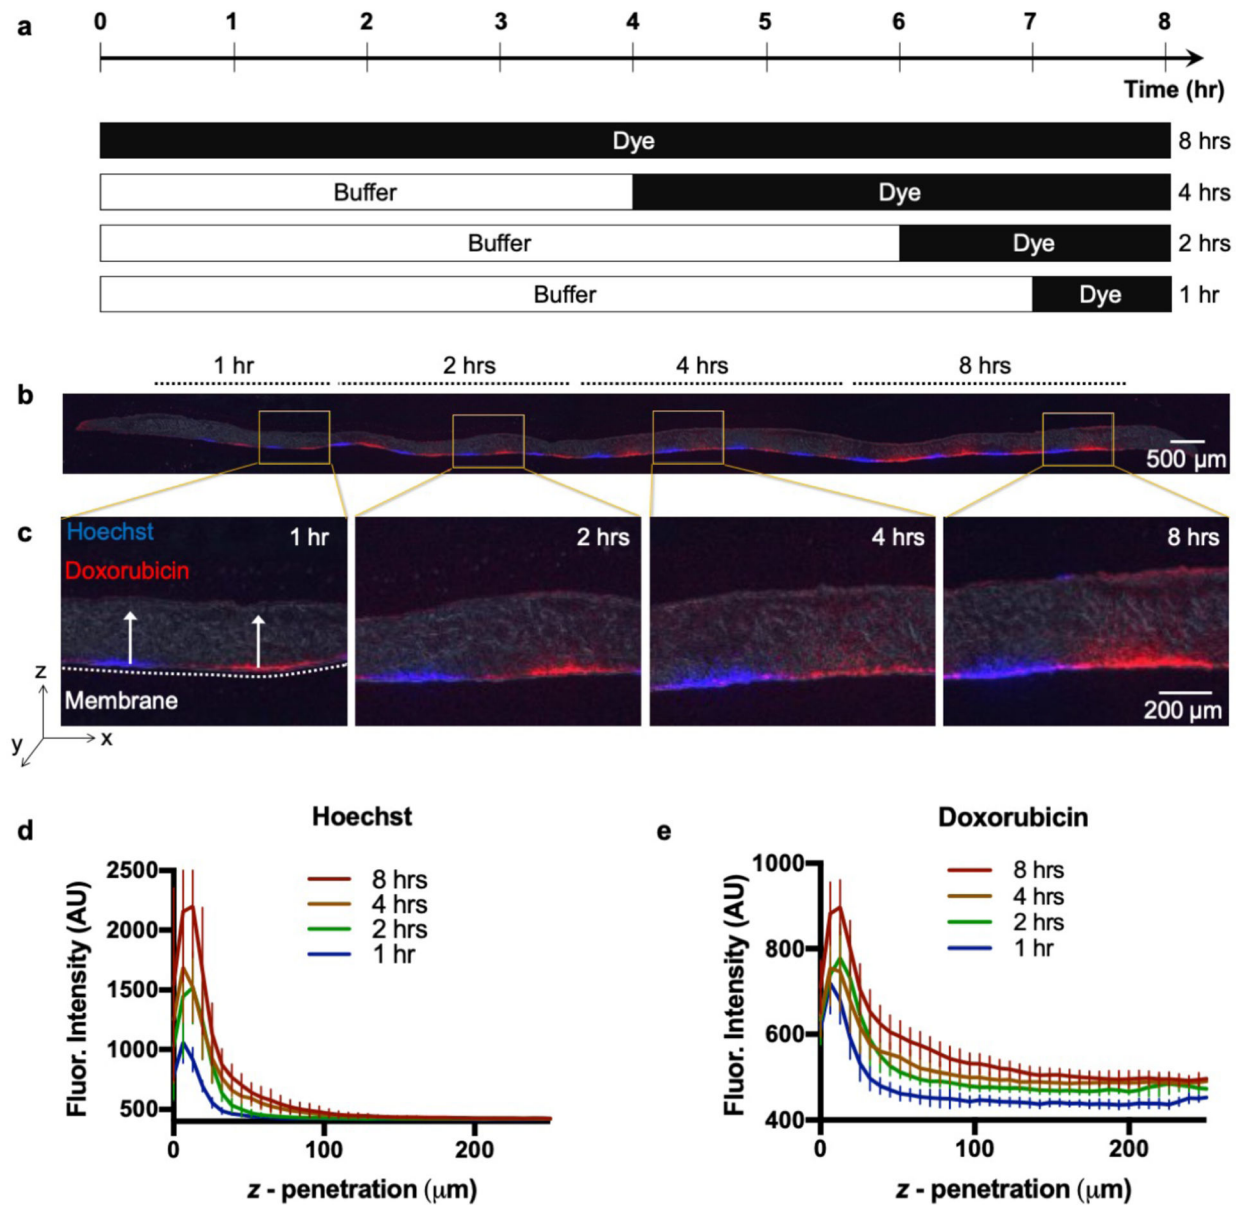 a
0 1 2 3 4 5 6 7 8
Time (hr)
Dye 8 hrs
Buffer Dye 4 hrs
Buffer Dye 2 hrs
Buffer Dye 1 hr
1 hr 2 hrs 4 hrs 8 hrs
b
500 µm
c
Hoechst 1 hr 2 hrs 4 hrs 8 hrs
Doxorubicin
z
Membrane
200 µm
y x
Hoechst
d
2500
2000
1500
1000
500
Fluor. Intensity (AU)
8 hrs
4 hrs
2 hrs
1 hr
0 100 200
z - penetration (µm)
Doxorubicin
e
1000
800
600
400
Fluor. Intensity (AU)
8 hrs
4 hrs
2 hrs
1 hr
0 100 200
z - penetration (µm)